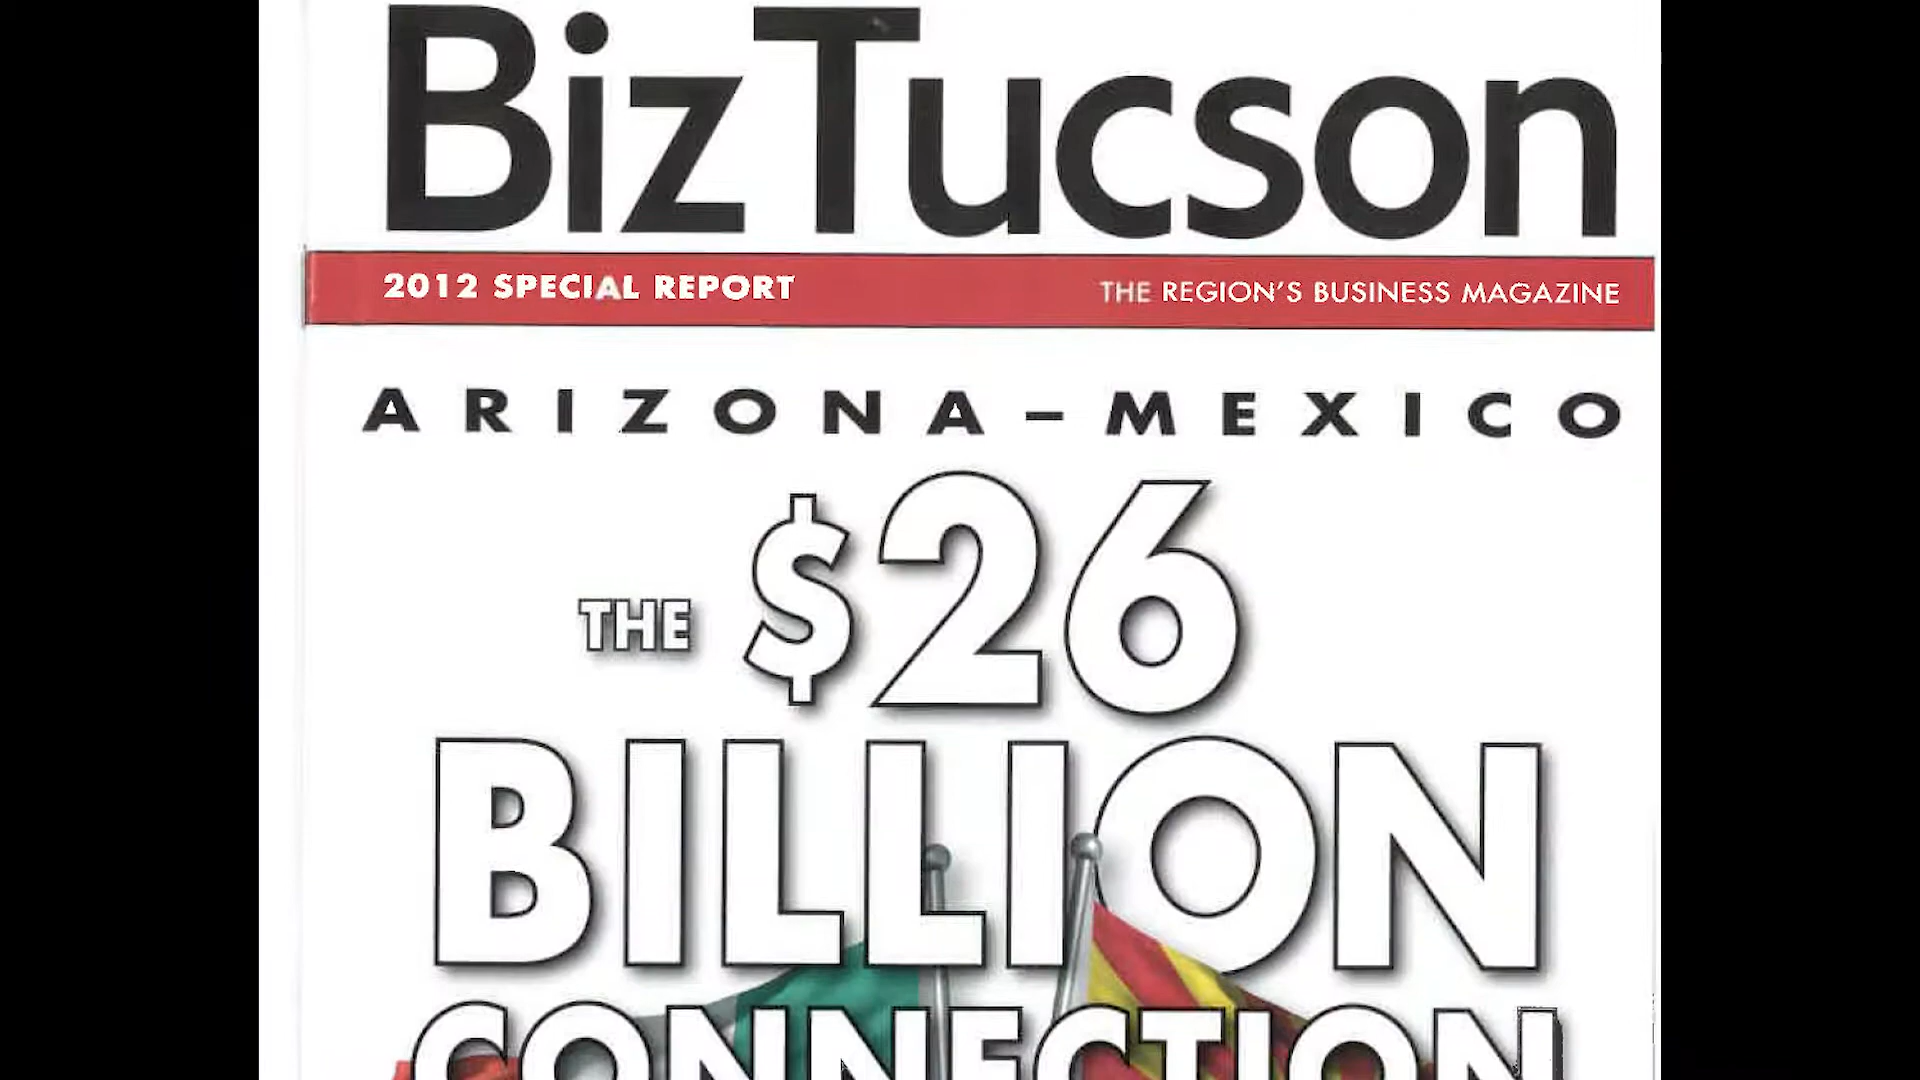 BizTucson
2012 SPECIAL REPORT THE REGION'S BUSINESS MAGAZINE
ARIZONA–MEXICO
THE $26
BILLION
CONNECTION